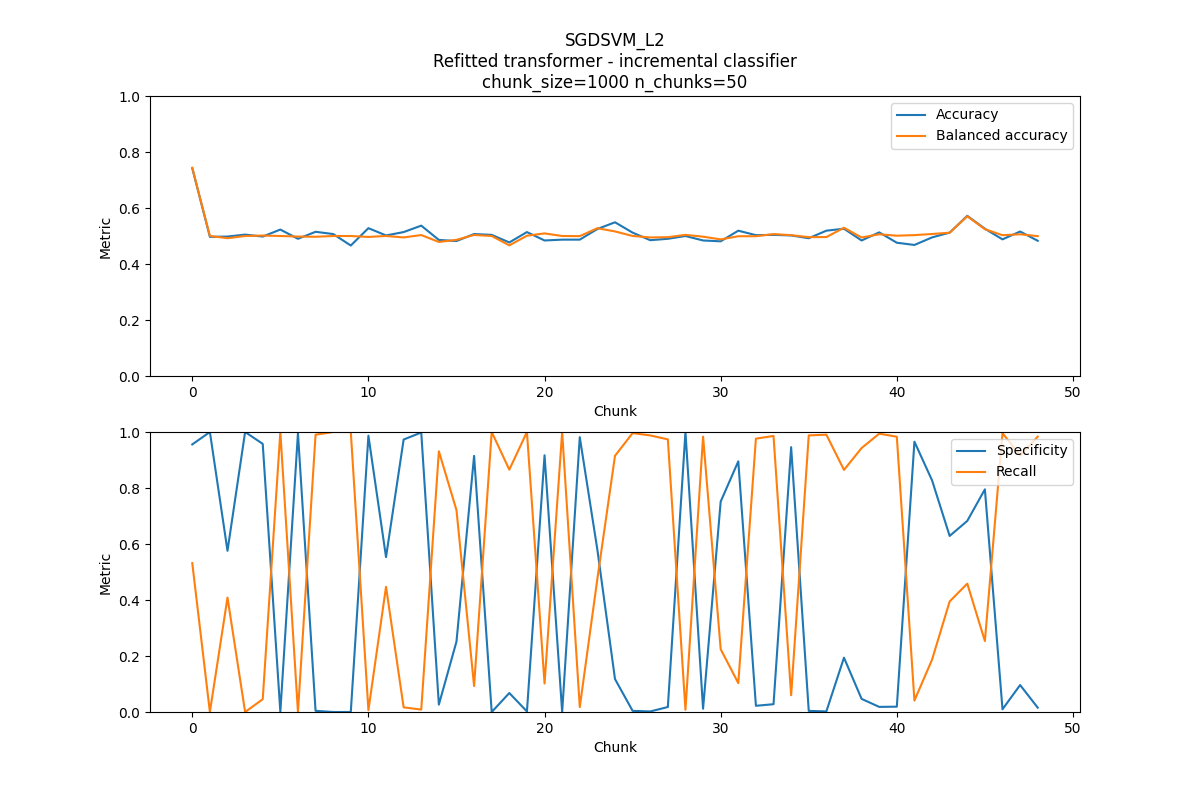 SGDSVM_L2
Refitted transformer - incremental classifier
chunk_size=1000 n_chunks=50
1.0
0.8
0.6
0.4
0.2
0.0
Metric
Accuracy
Balanced accuracy
0 10 20 30 40 50
Chunk
1.0
0.8
0.6
0.4
0.2
0.0
Metric
Specificity
Recall
0 10 20 30 40 50
Chunk